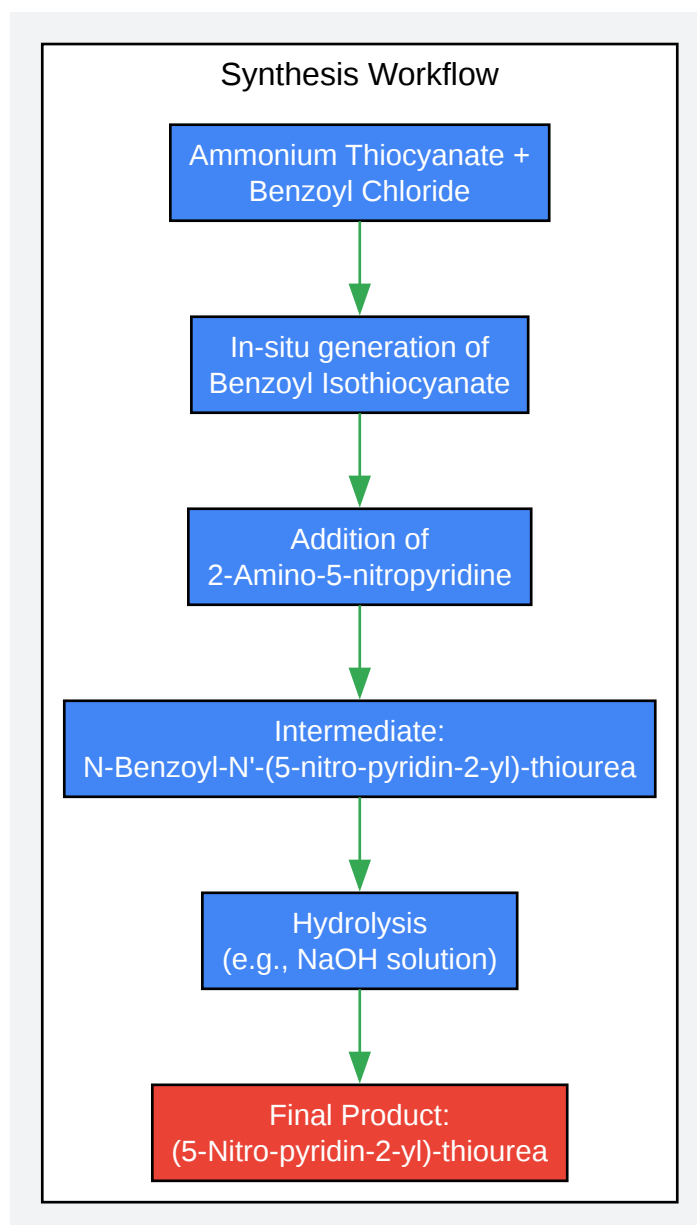 Synthesis Workflow
Ammonium Thiocyanate +
Benzoyl Chloride
In-situ generation of
Benzoyl Isothiocyanate
Addition of
2-Amino-5-nitropyridine
Intermediate:
N-Benzoyl-N'-(5-nitro-pyridin-2-yl)-thiourea
Hydrolysis
(e.g., NaOH solution)
Final Product:
(5-Nitro-pyridin-2-yl)-thiourea